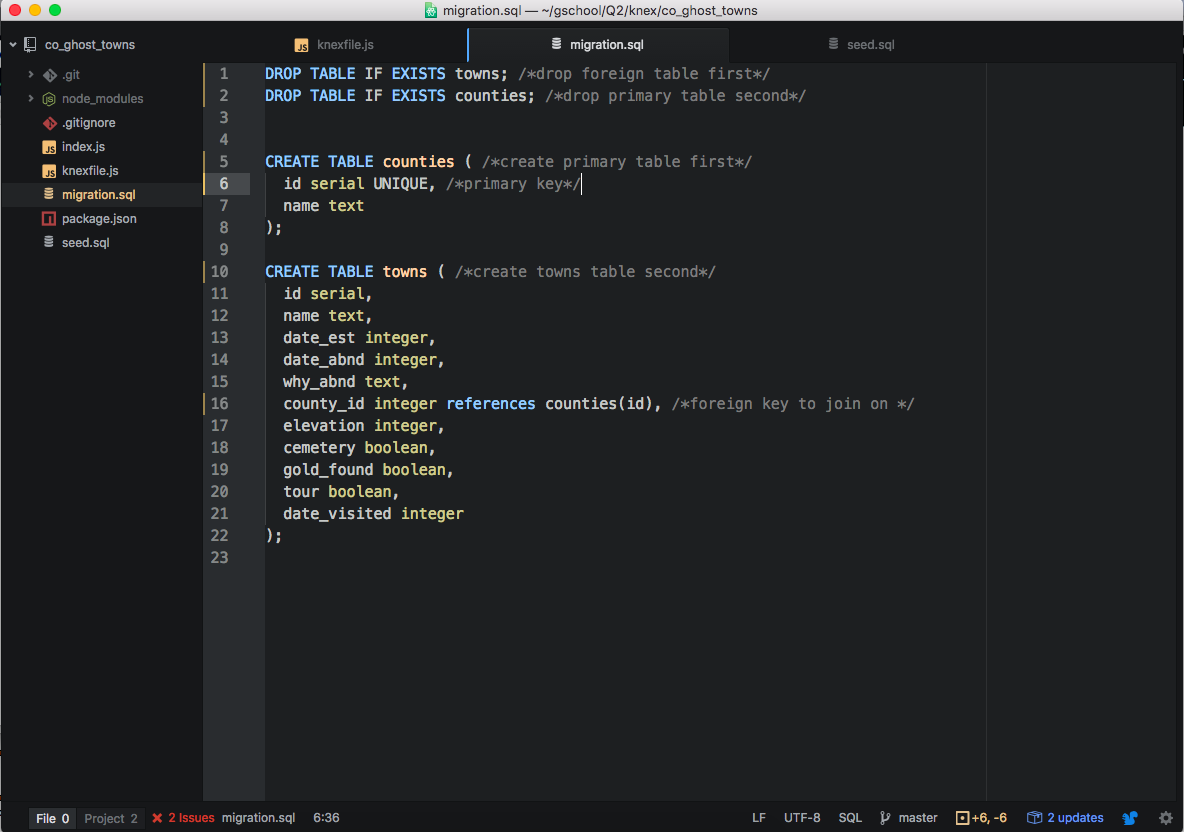 migration.sql — ~/gschool/Q2/knex/co_ghost_towns
co_ghost_towns
knexfile.js
migration.sql
seed.sql
.git
node_modules
.gitignore
index.js
knexfile.js
migration.sql
package.json
seed.sql
1 DROP TABLE IF EXISTS towns; /*drop foreign table first*/
2 DROP TABLE IF EXISTS counties; /*drop primary table second*/
3
4
5 CREATE TABLE counties ( /*create primary table first*/
6   id serial UNIQUE, /*primary key*/
7   name text
8 );
9
10 CREATE TABLE towns ( /*create towns table second*/
11   id serial,
12   name text,
13   date_est integer,
14   date_abnd integer,
15   why_abnd text,
16   county_id integer references counties(id), /*foreign key to join on */
17   elevation integer,
18   cemetery boolean,
19   gold_found boolean,
20   tour boolean,
21   date_visited integer
22 );
23
File 0 Project 2 2 Issues migration.sql 6:36 LF UTF-8 SQL master +6, -6 2 updates